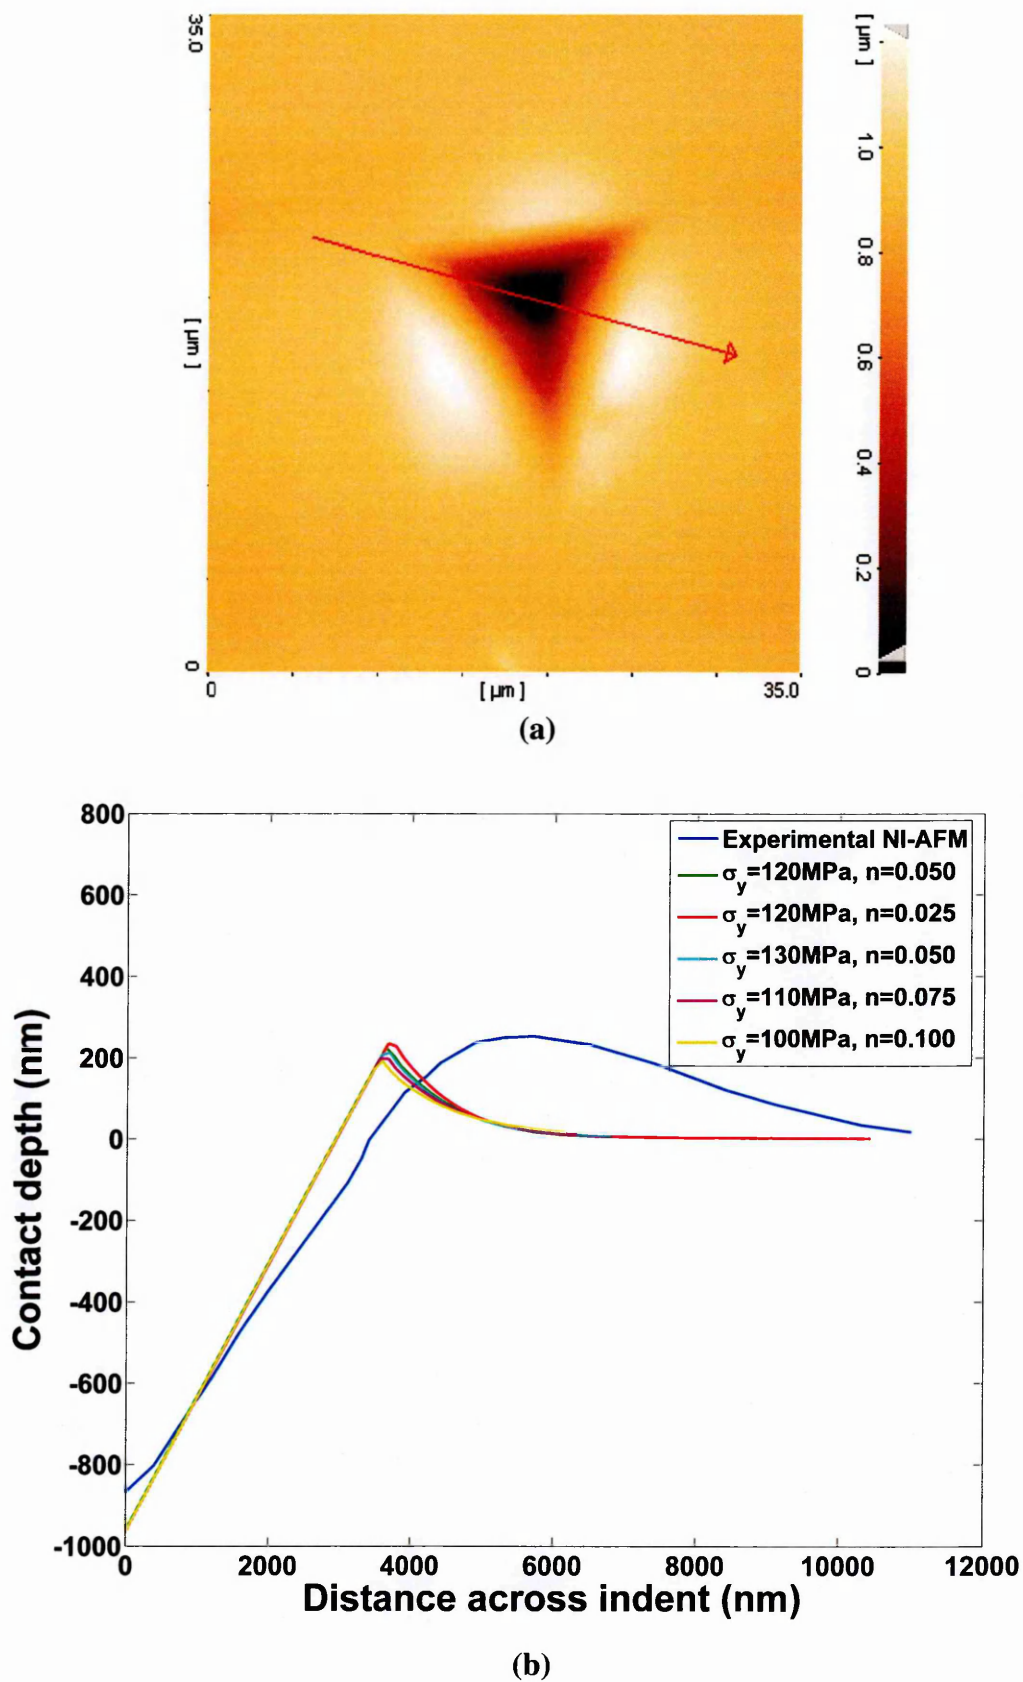 35.0
[ µm ]
0
0
[ µm ]
35.0
[ µm ]
1.0
0.8
0.6
0.4
0.2
0
(a)
800
600
400
200
0
-200
-400
-600
-800
-1000
Contact depth (nm)
Experimental NI-AFM
σy=120MPa, n=0.050
σy=120MPa, n=0.025
σy=130MPa, n=0.050
σy=110MPa, n=0.075
σy=100MPa, n=0.100
0 2000 4000 6000 8000 10000 12000
Distance across indent (nm)
(b)